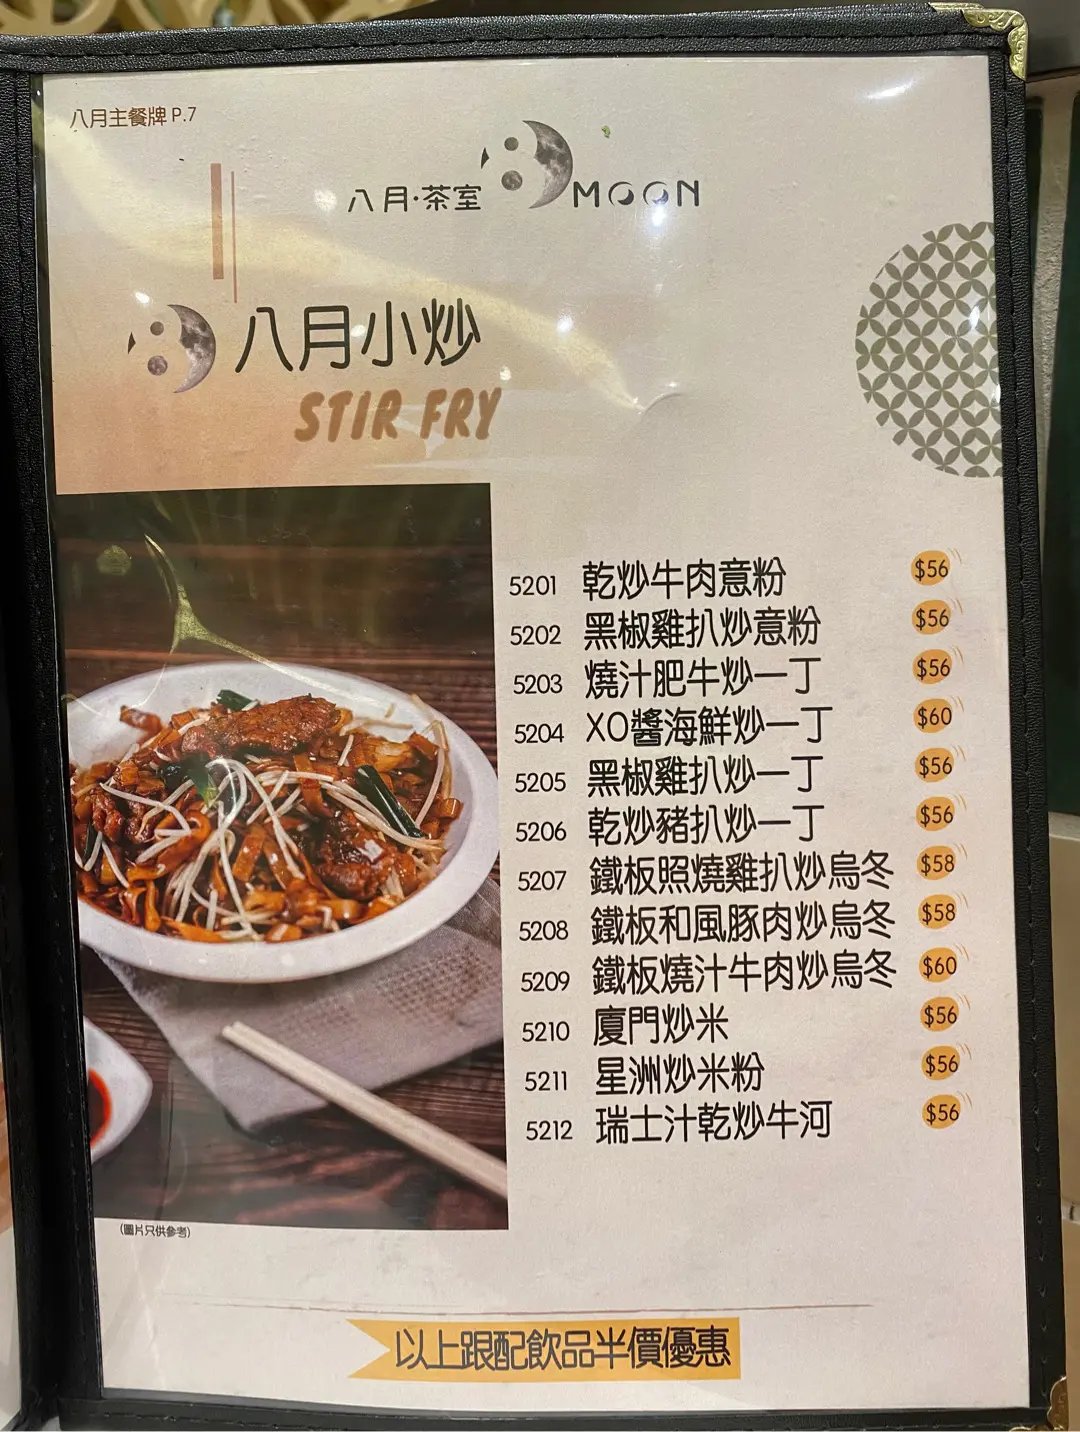 八月主餐牌 P.7
八月·茶室 8 MOON
八月小炒
STIR FRY
5201 乾炒牛肉意粉 $56
5202 黑椒雞扒炒意粉 $56
5203 燒汁肥牛炒一丁 $56
5204 XO醬海鮮炒一丁 $60
5205 黑椒雞扒炒一丁 $56
5206 乾炒豬扒炒一丁 $56
5207 鐵板照燒雞扒炒烏冬 $58
5208 鐵板和風豚肉炒烏冬 $58
5209 鐵板燒汁牛肉炒烏冬 $60
5210 廈門炒米 $56
5211 星洲炒米粉 $56
5212 瑞士汁乾炒牛河 $56
(圖片只供參考)
以上跟配飲品半價優惠